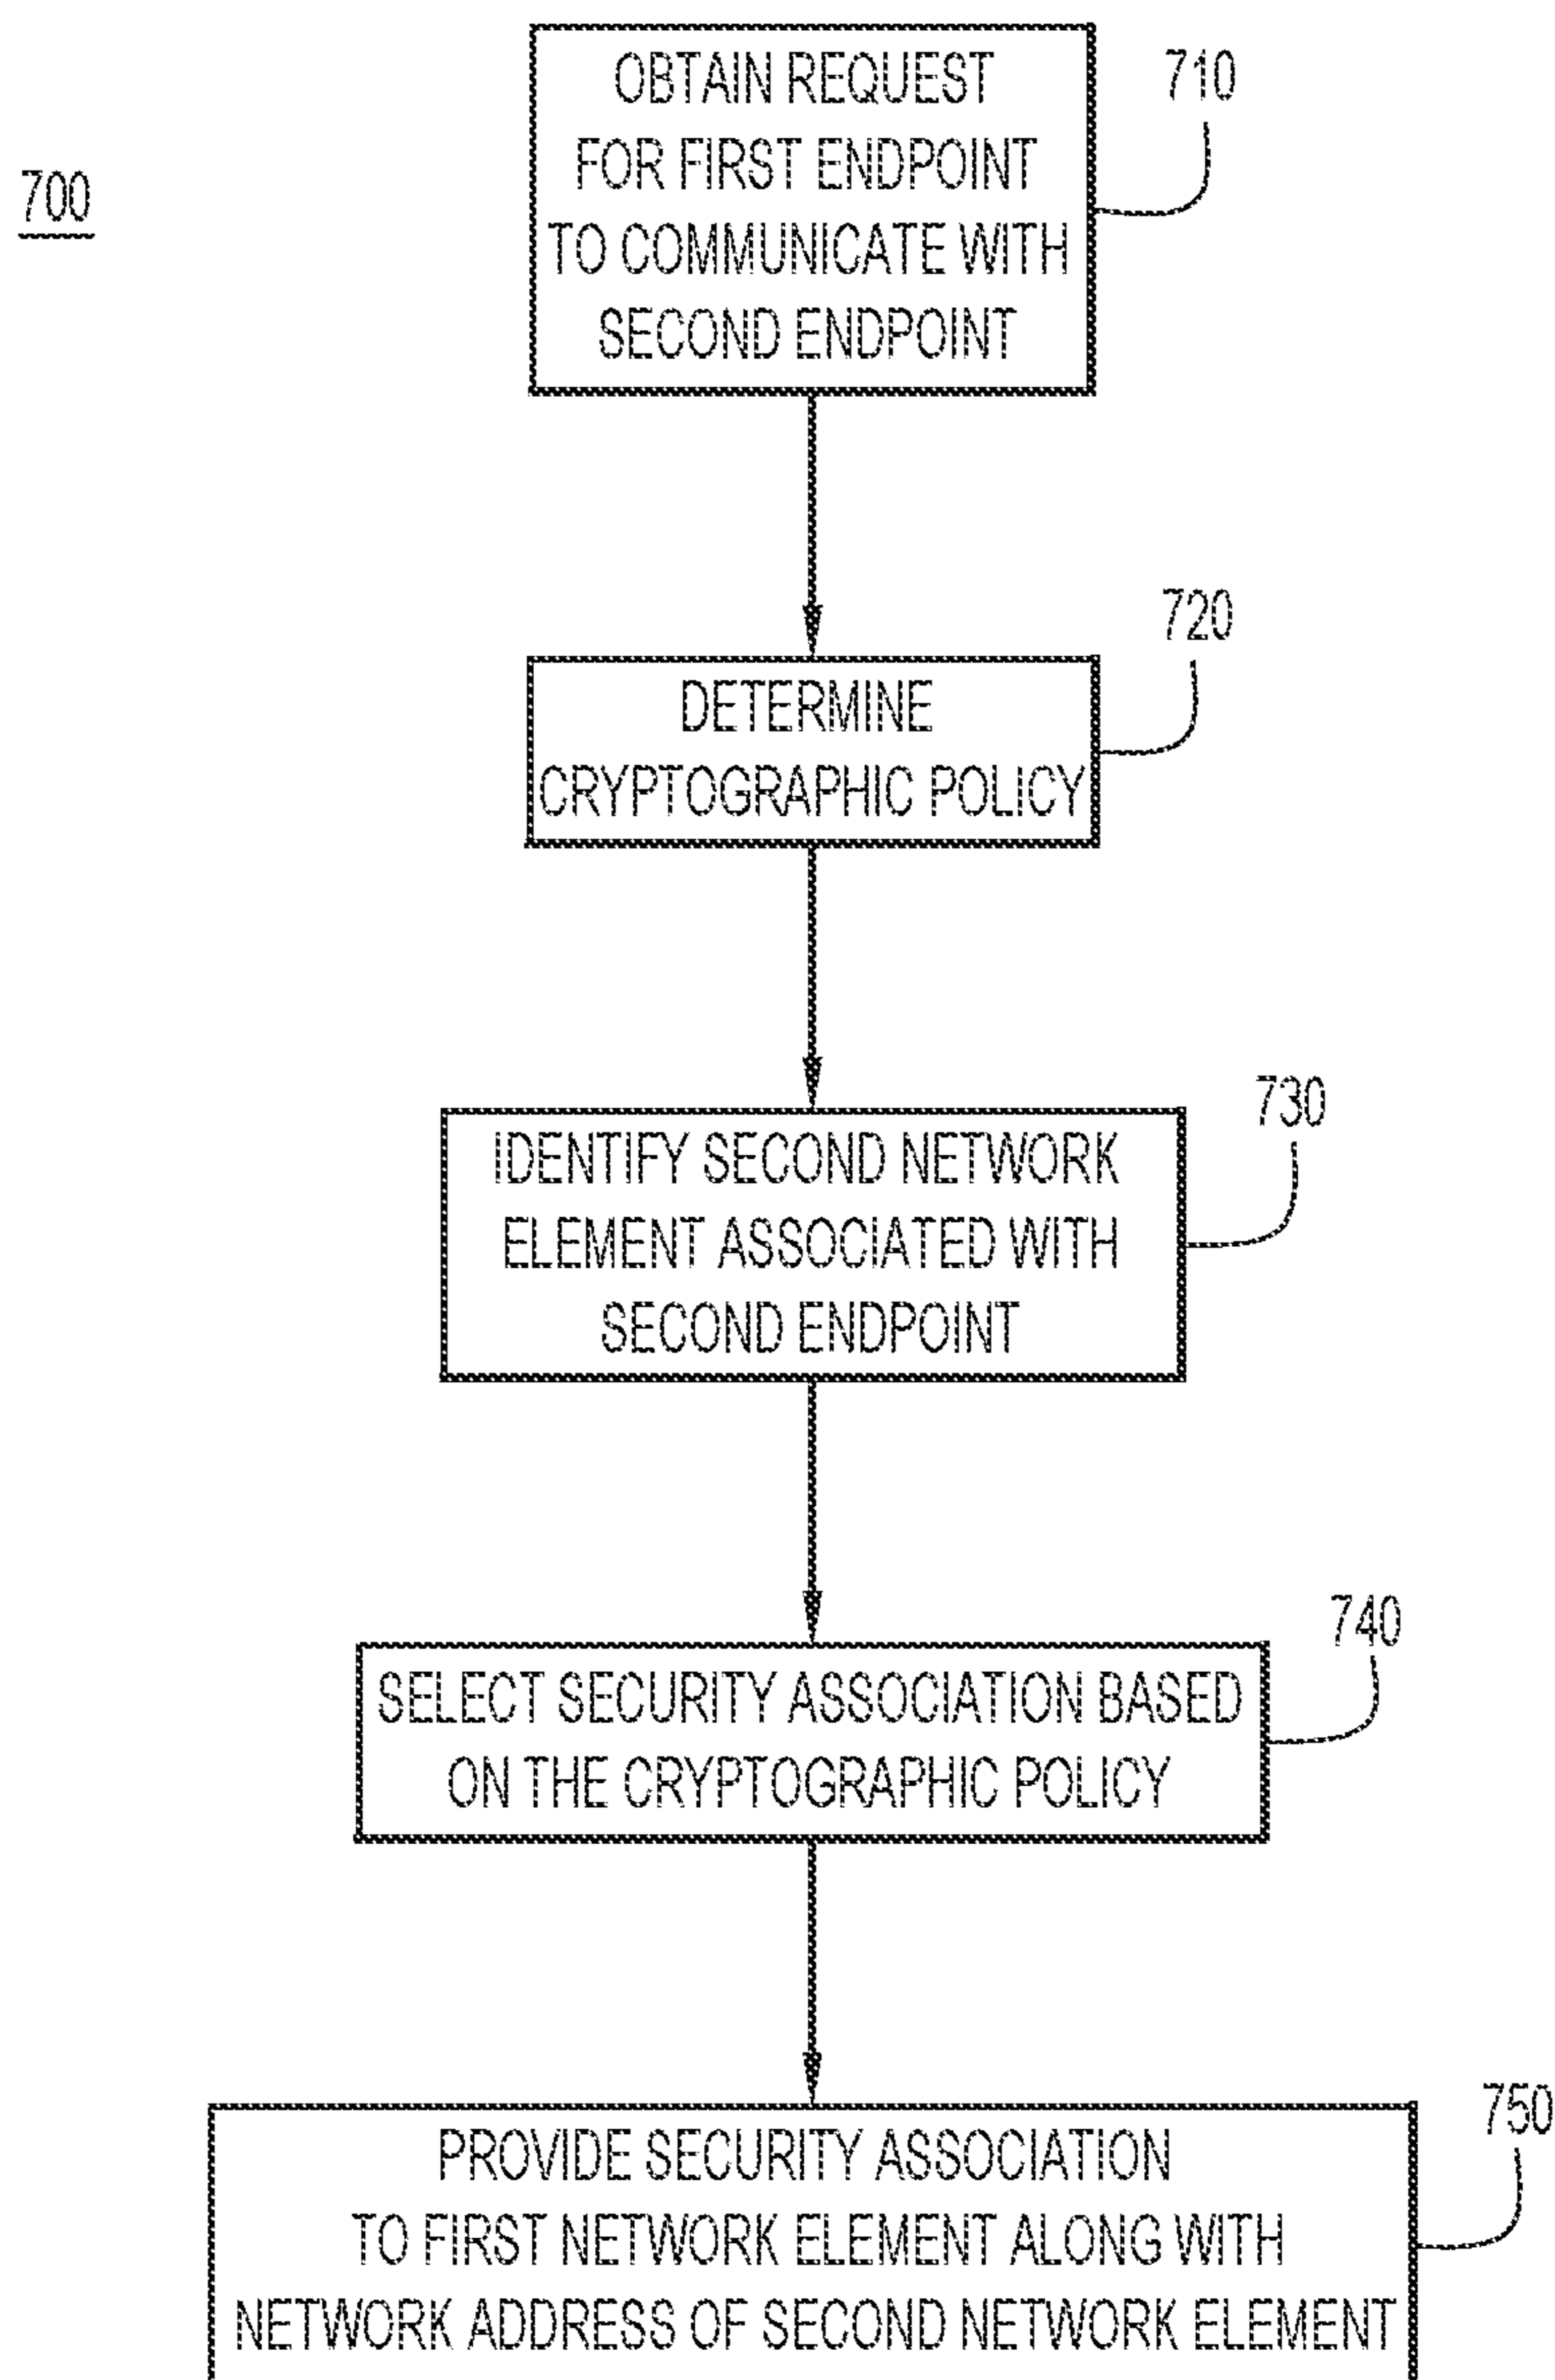 700
OBTAIN REQUEST
FOR FIRST ENDPOINT
TO COMMUNICATE WITH
SECOND ENDPOINT
710
DETERMINE
CRYPTOGRAPHIC POLICY
720
IDENTIFY SECOND NETWORK
ELEMENT ASSOCIATED WITH
SECOND ENDPOINT
730
SELECT SECURITY ASSOCIATION BASED
ON THE CRYPTOGRAPHIC POLICY
740
PROVIDE SECURITY ASSOCIATION
TO FIRST NETWORK ELEMENT ALONG WITH
NETWORK ADDRESS OF SECOND NETWORK ELEMENT
750